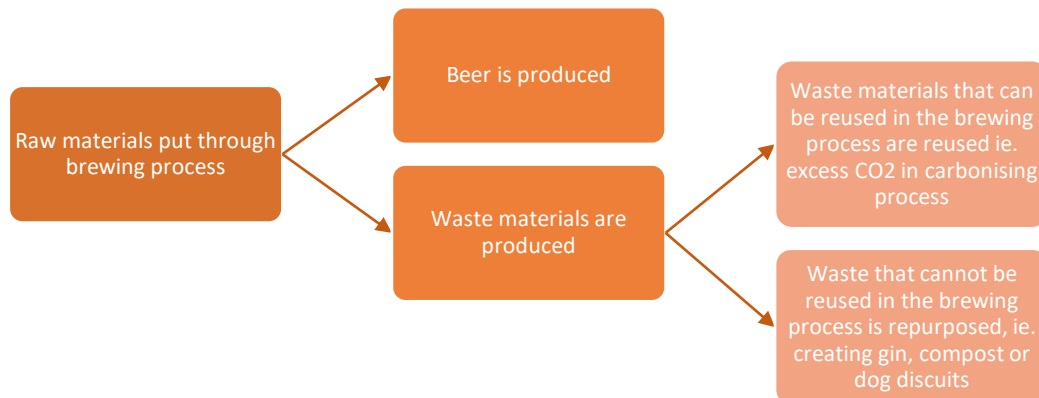 Raw materials put through
brewing process
Beer is produced
Waste materials are
produced
Waste materials that can
be reused in the brewing
process are reused ie.
excess CO2 in carbonising
process
Waste that cannot be
reused in the brewing
process is repurposed, ie.
creating gin, compost or
dog discuits